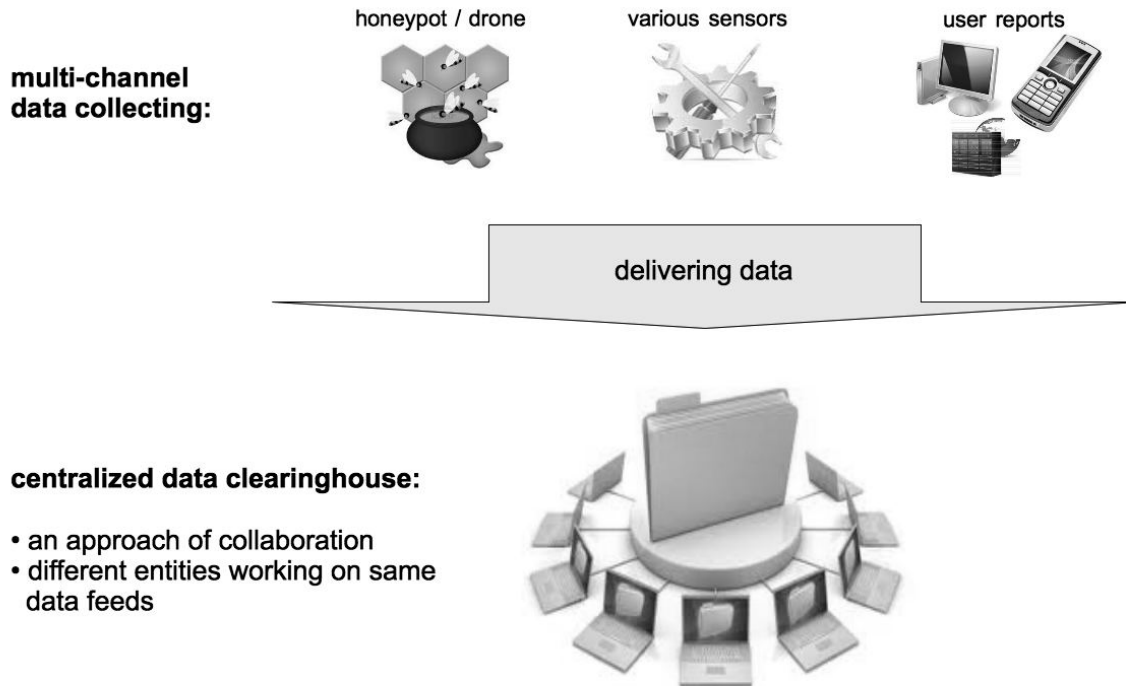 honeypot / drone
various sensors
user reports
multi-channel
data collecting:
delivering data
centralized data clearinghouse:
• an approach of collaboration
• different entities working on same
data feeds